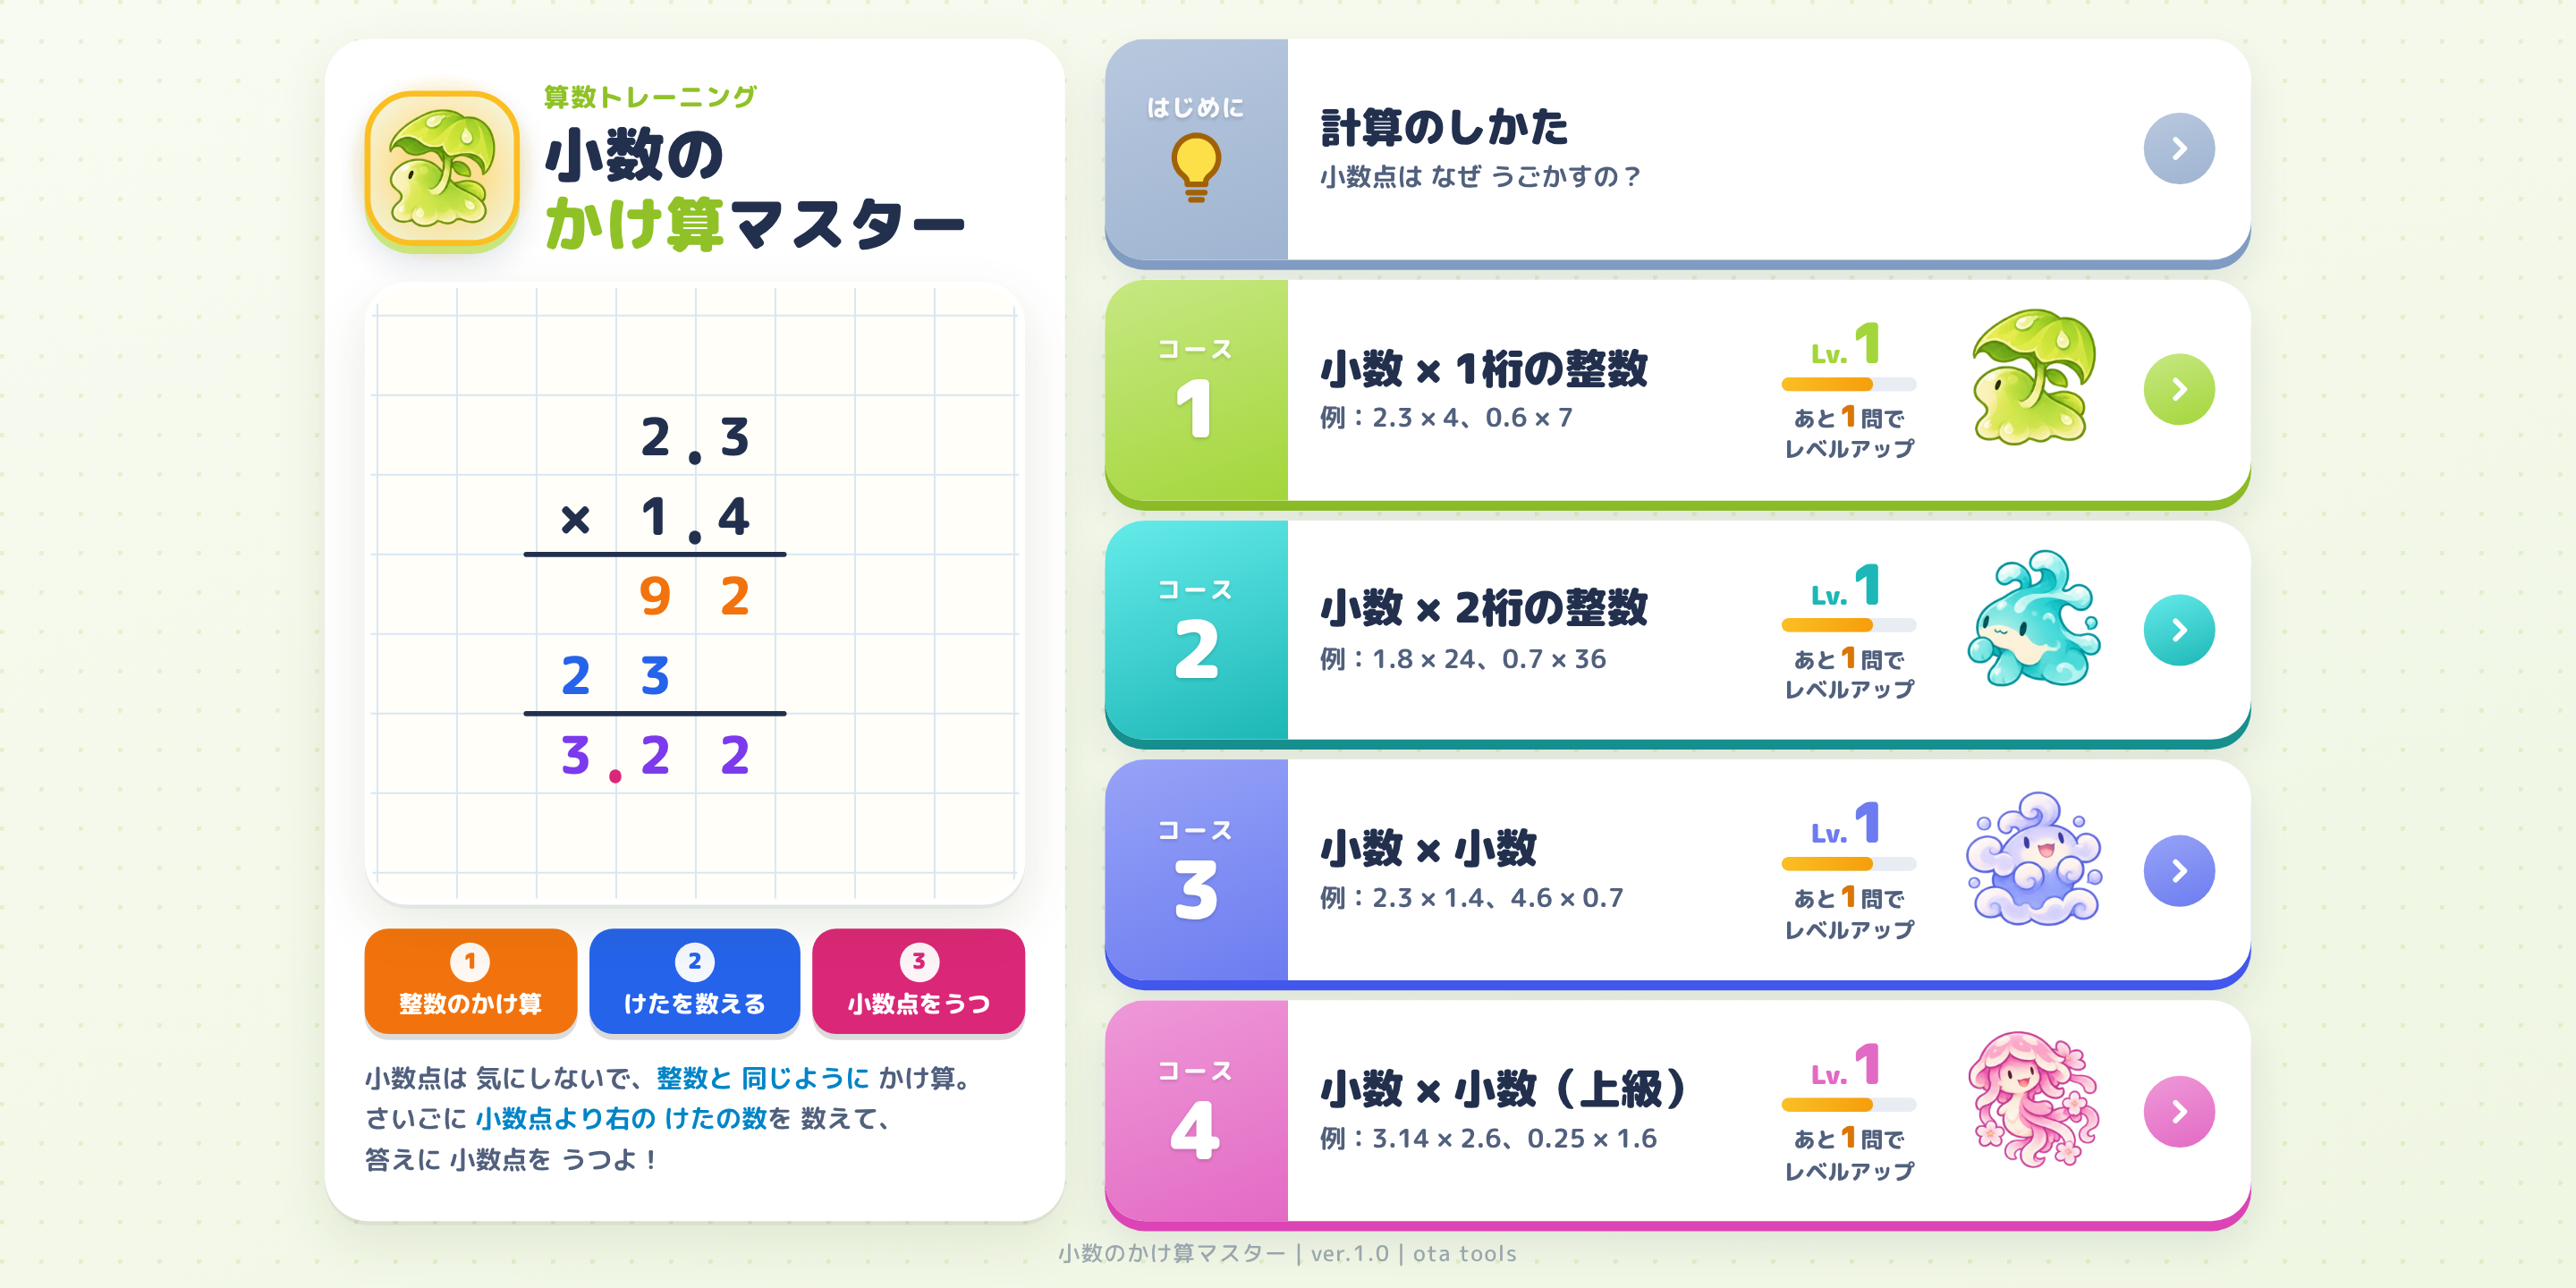 算数トレーニング
小数の
かけ算マスター
2.3
× 1.4
9 2
2 3
3.2 2
1
整数のかけ算
2
けたを数える
3
小数点をうつ
小数点は 気にしないで、整数と 同じように かけ算。
さいごに 小数点より右の けたの数を 数えて、
答えに 小数点を うつよ！
はじめに
計算のしかた
小数点は なぜ うごかすの？
コース
1
小数 × 1桁の整数
例：2.3 × 4、0.6 × 7
Lv.1
あと1問で
レベルアップ
コース
2
小数 × 2桁の整数
例：1.8 × 24、0.7 × 36
Lv.1
あと1問で
レベルアップ
コース
3
小数 × 小数
例：2.3 × 1.4、4.6 × 0.7
Lv.1
あと1問で
レベルアップ
コース
4
小数 × 小数（上級）
例：3.14 × 2.6、0.25 × 1.6
Lv.1
あと1問で
レベルアップ
小数のかけ算マスター | ver.1.0 | ota tools